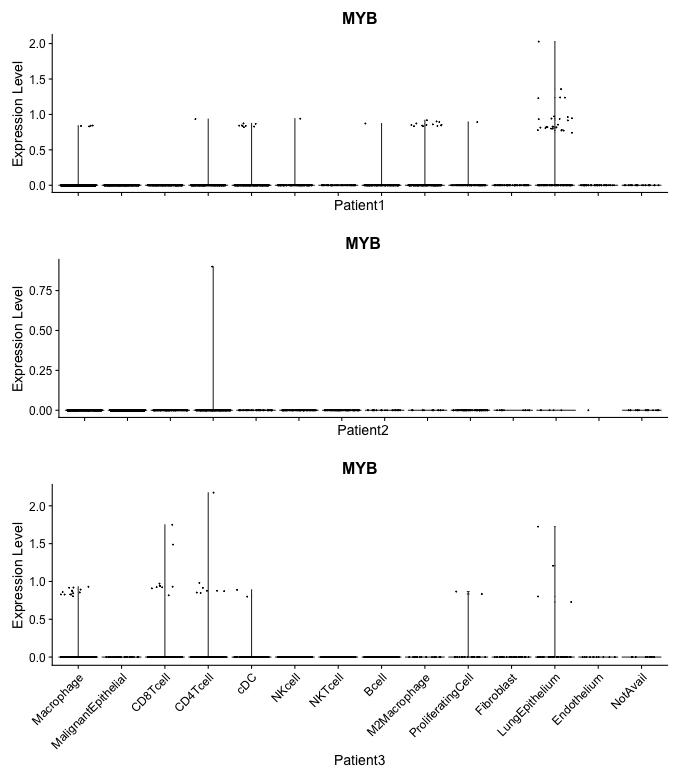 MYB
Expression Level
2.0
1.5
1.0
0.5
0.0
Patient1
MYB
Expression Level
0.75
0.50
0.25
0.00
Patient2
MYB
Expression Level
2.0
1.5
1.0
0.5
0.0
Macrophage
MalignantEpithelial
CD8Tcell
CD4Tcell
cDC
NKcell
NKTcell
Bcell
M2Macrophage
ProliferatingCell
Fibroblast
LungEpithelium
Endothelium
NotAvail
Patient3